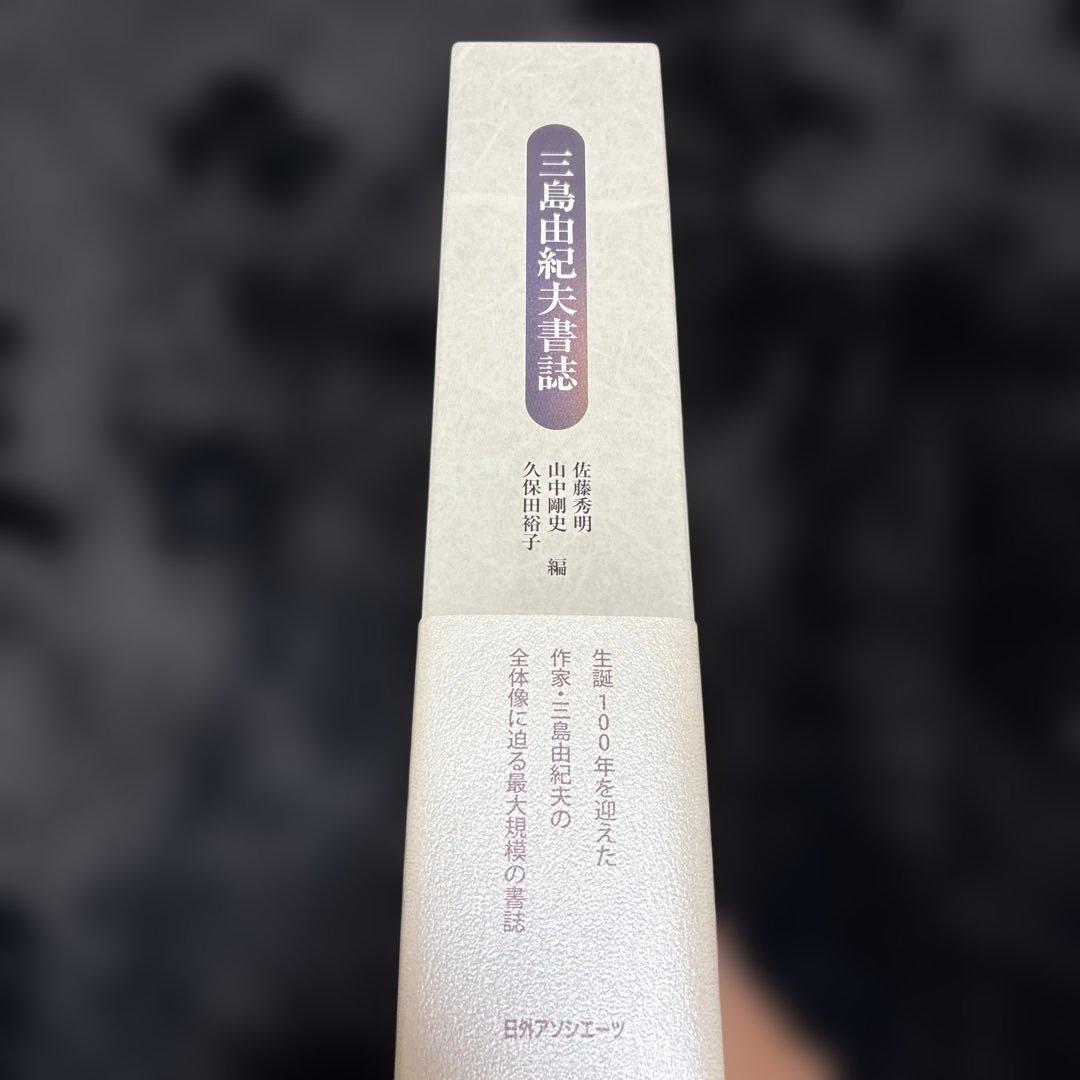 三島由紀夫書誌
佐藤秀明
山中剛史 編
久保田裕子
生誕100年を迎えた
作家・三島由紀夫の
全体像に迫る最大規模の書誌
日外アソシエーツ